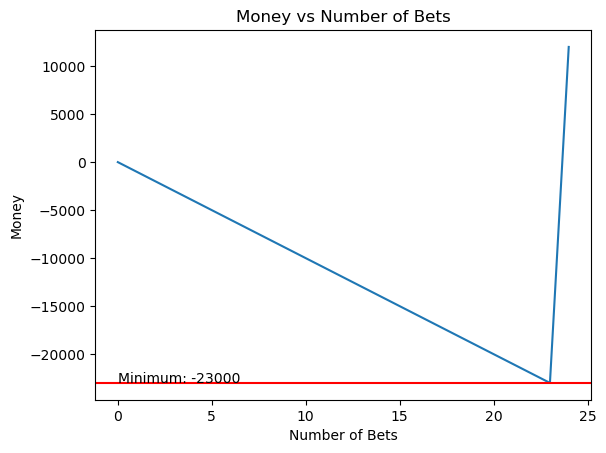 Money vs Number of Bets
10000
5000
0
−5000
−10000
−15000
−20000
Money
Minimum: -23000
0 5 10 15 20 25
Number of Bets